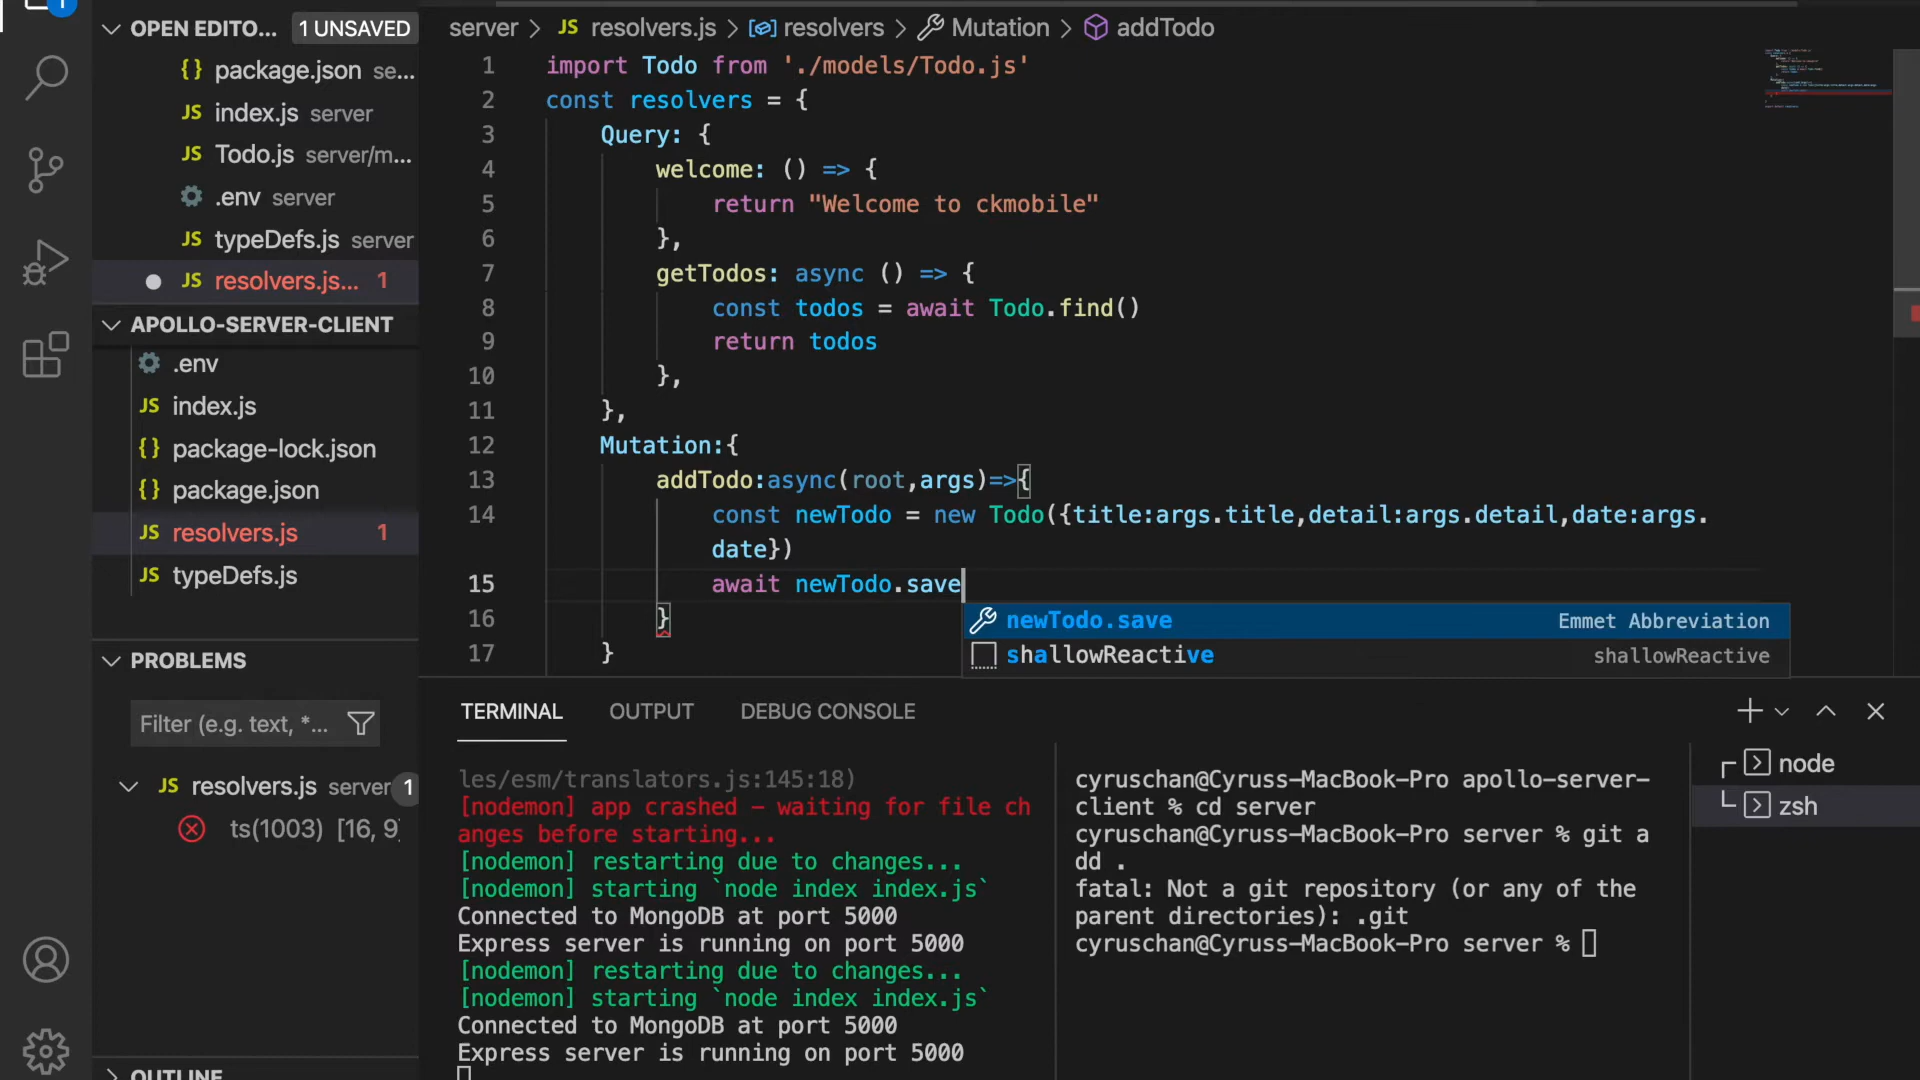 1
OPEN EDITO... 1 UNSAVED
{} package.json se...
JS index.js server
JS Todo.js server/m...
.env server
JS typeDefs.js server
JS resolvers.js... 1
APOLLO-SERVER-CLIENT
.env
JS index.js
{} package-lock.json
{} package.json
JS resolvers.js 1
JS typeDefs.js
PROBLEMS
Filter (e.g. text, *...
JS resolvers.js server 1
ts(1003) [16, 9]
OUTLINE
server > JS resolvers.js > resolvers > Mutation > addTodo
1 import Todo from './models/Todo.js'
2 const resolvers = {
3 Query: {
4 welcome: () => {
5 return "Welcome to ckmobile"
6 },
7 getTodos: async () => {
8 const todos = await Todo.find()
9 return todos
10 },
11 },
12 Mutation:{
13 addTodo:async(root,args)=>{
14 const newTodo = new Todo({title:args.title,detail:args.detail,date:args.
date})
15 await newTodo.save
16 }
17 }
newTodo.save Emmet Abbreviation
shallowReactive shallowReactive
TERMINAL OUTPUT DEBUG CONSOLE
les/esm/translators.js:145:18)
[nodemon] app crashed - waiting for file ch
anges before starting...
[nodemon] restarting due to changes...
[nodemon] starting `node index index.js`
Connected to MongoDB at port 5000
Express server is running on port 5000
[nodemon] restarting due to changes...
[nodemon] starting `node index index.js`
Connected to MongoDB at port 5000
Express server is running on port 5000
cyruschan@Cyruss-MacBook-Pro apollo-server-
client % cd server
cyruschan@Cyruss-MacBook-Pro server % git a
dd .
fatal: Not a git repository (or any of the
parent directories): .git
cyruschan@Cyruss-MacBook-Pro server %
node
zsh